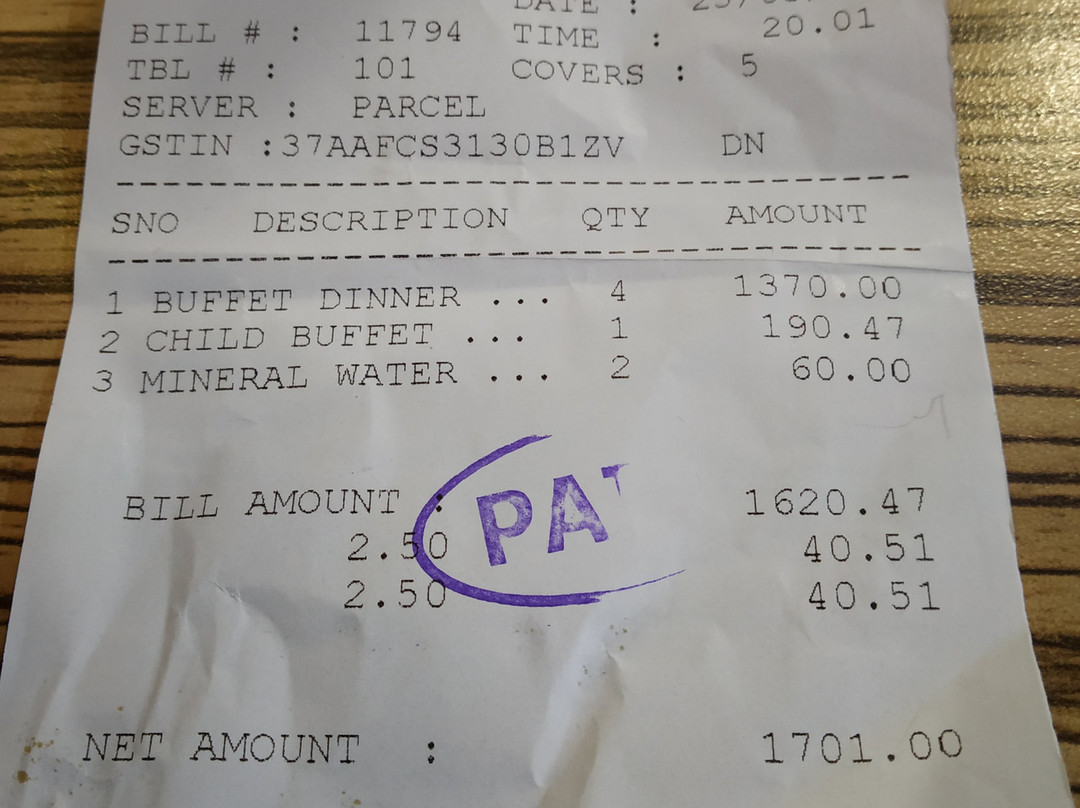 DATE :
BILL # : 11794 TIME : 20.01
TBL # : 101 COVERS : 5
SERVER : PARCEL
GSTIN :37AAFCS3130B1ZV DN
SNO DESCRIPTION QTY AMOUNT
1 BUFFET DINNER ... 4 1370.00
2 CHILD BUFFET ... 1 190.47
3 MINERAL WATER ... 2 60.00
BILL AMOUNT : 1620.47
2.50 40.51
2.50 40.51
NET AMOUNT : 1701.00